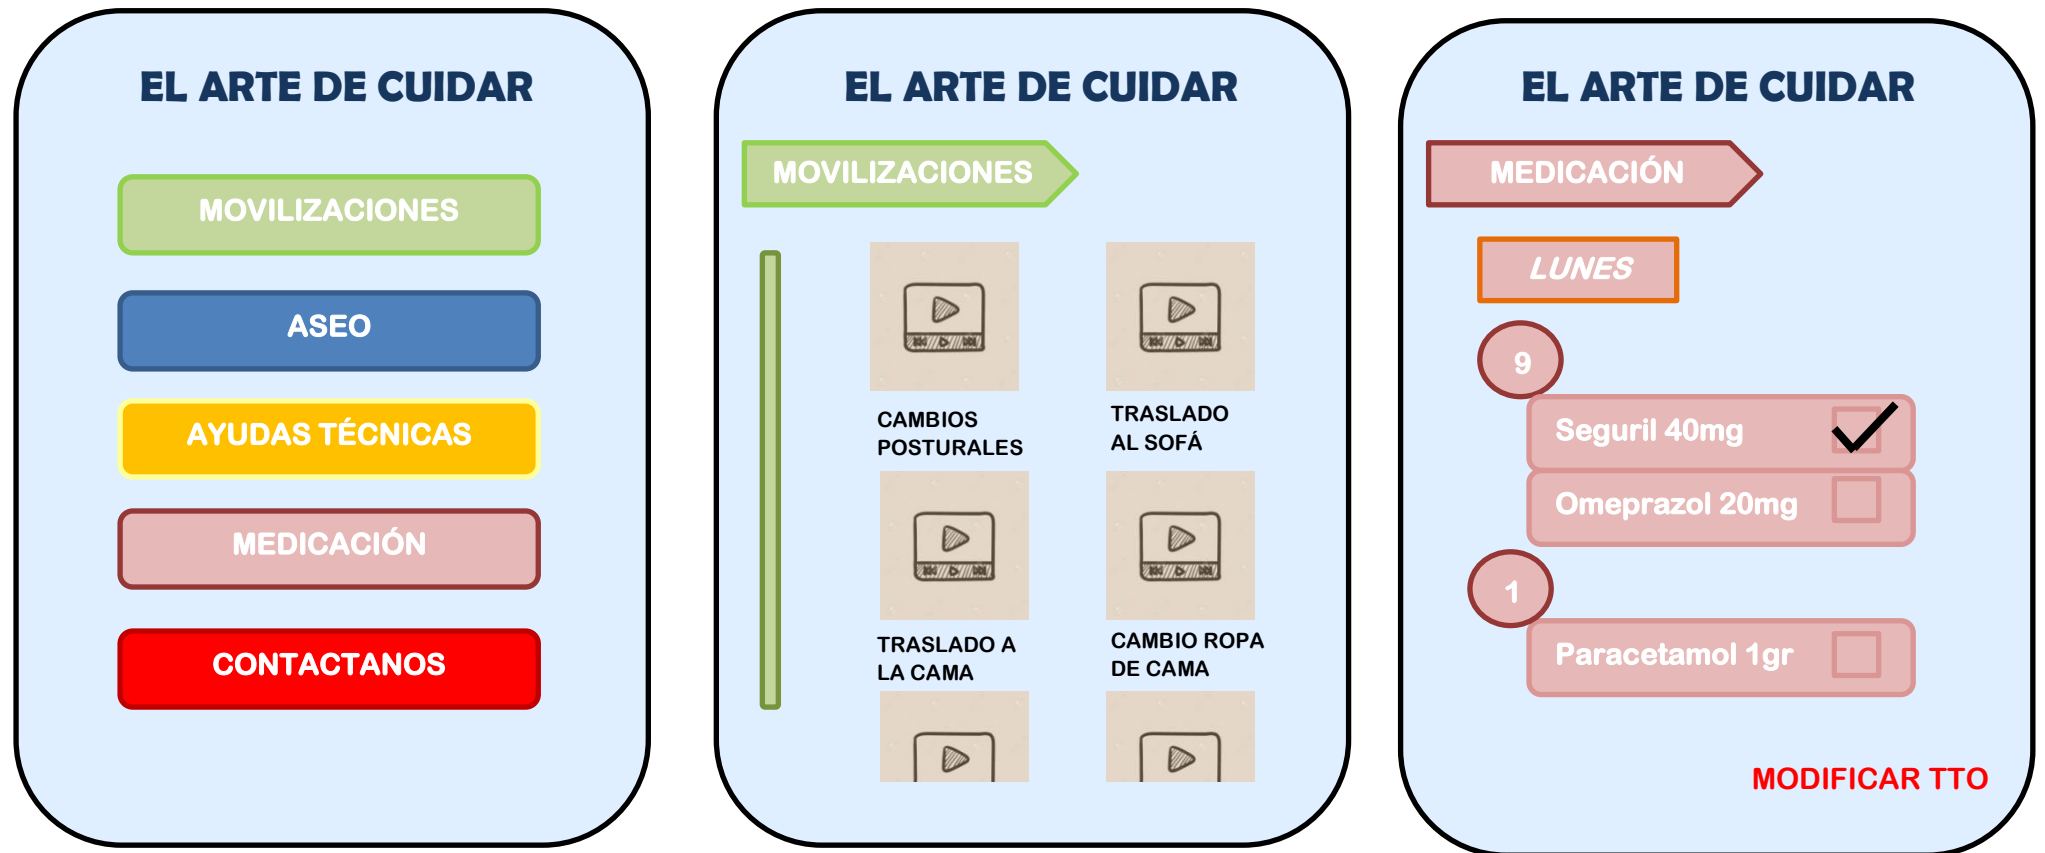 EL ARTE DE CUIDAR
MOVILIZACIONES
ASEO
AYUDAS TÉCNICAS
MEDICACIÓN
CONTACTANOS
EL ARTE DE CUIDAR
MOVILIZACIONES
CAMBIOS
POSTURALES
TRASLADO
AL SOFÁ
TRASLADO A
LA CAMA
CAMBIO ROPA
DE CAMA
EL ARTE DE CUIDAR
MEDICACIÓN
LUNES
9
Seguril 40mg
Omeprazol 20mg
1
Paracetamol 1gr
MODIFICAR TTO